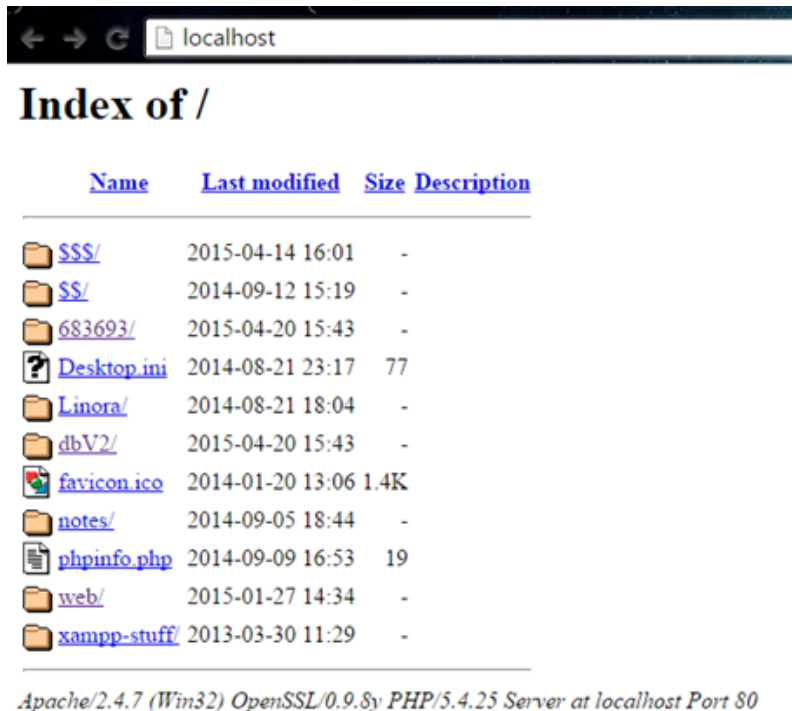 localhost
Index of /
Name Last modified Size Description
$$$/ 2015-04-14 16:01 -
$$/ 2014-09-12 15:19 -
683693/ 2015-04-20 15:43 -
Desktop.ini 2014-08-21 23:17 77
Linora/ 2014-08-21 18:04 -
dbV2/ 2015-04-20 15:43 -
favicon.ico 2014-01-20 13:06 1.4K
notes/ 2014-09-05 18:44 -
phpinfo.php 2014-09-09 16:53 19
web/ 2015-01-27 14:34 -
xampp-stuff/ 2013-03-30 11:29 -
Apache/2.4.7 (Win32) OpenSSL/0.9.8y PHP/5.4.25 Server at localhost Port 80